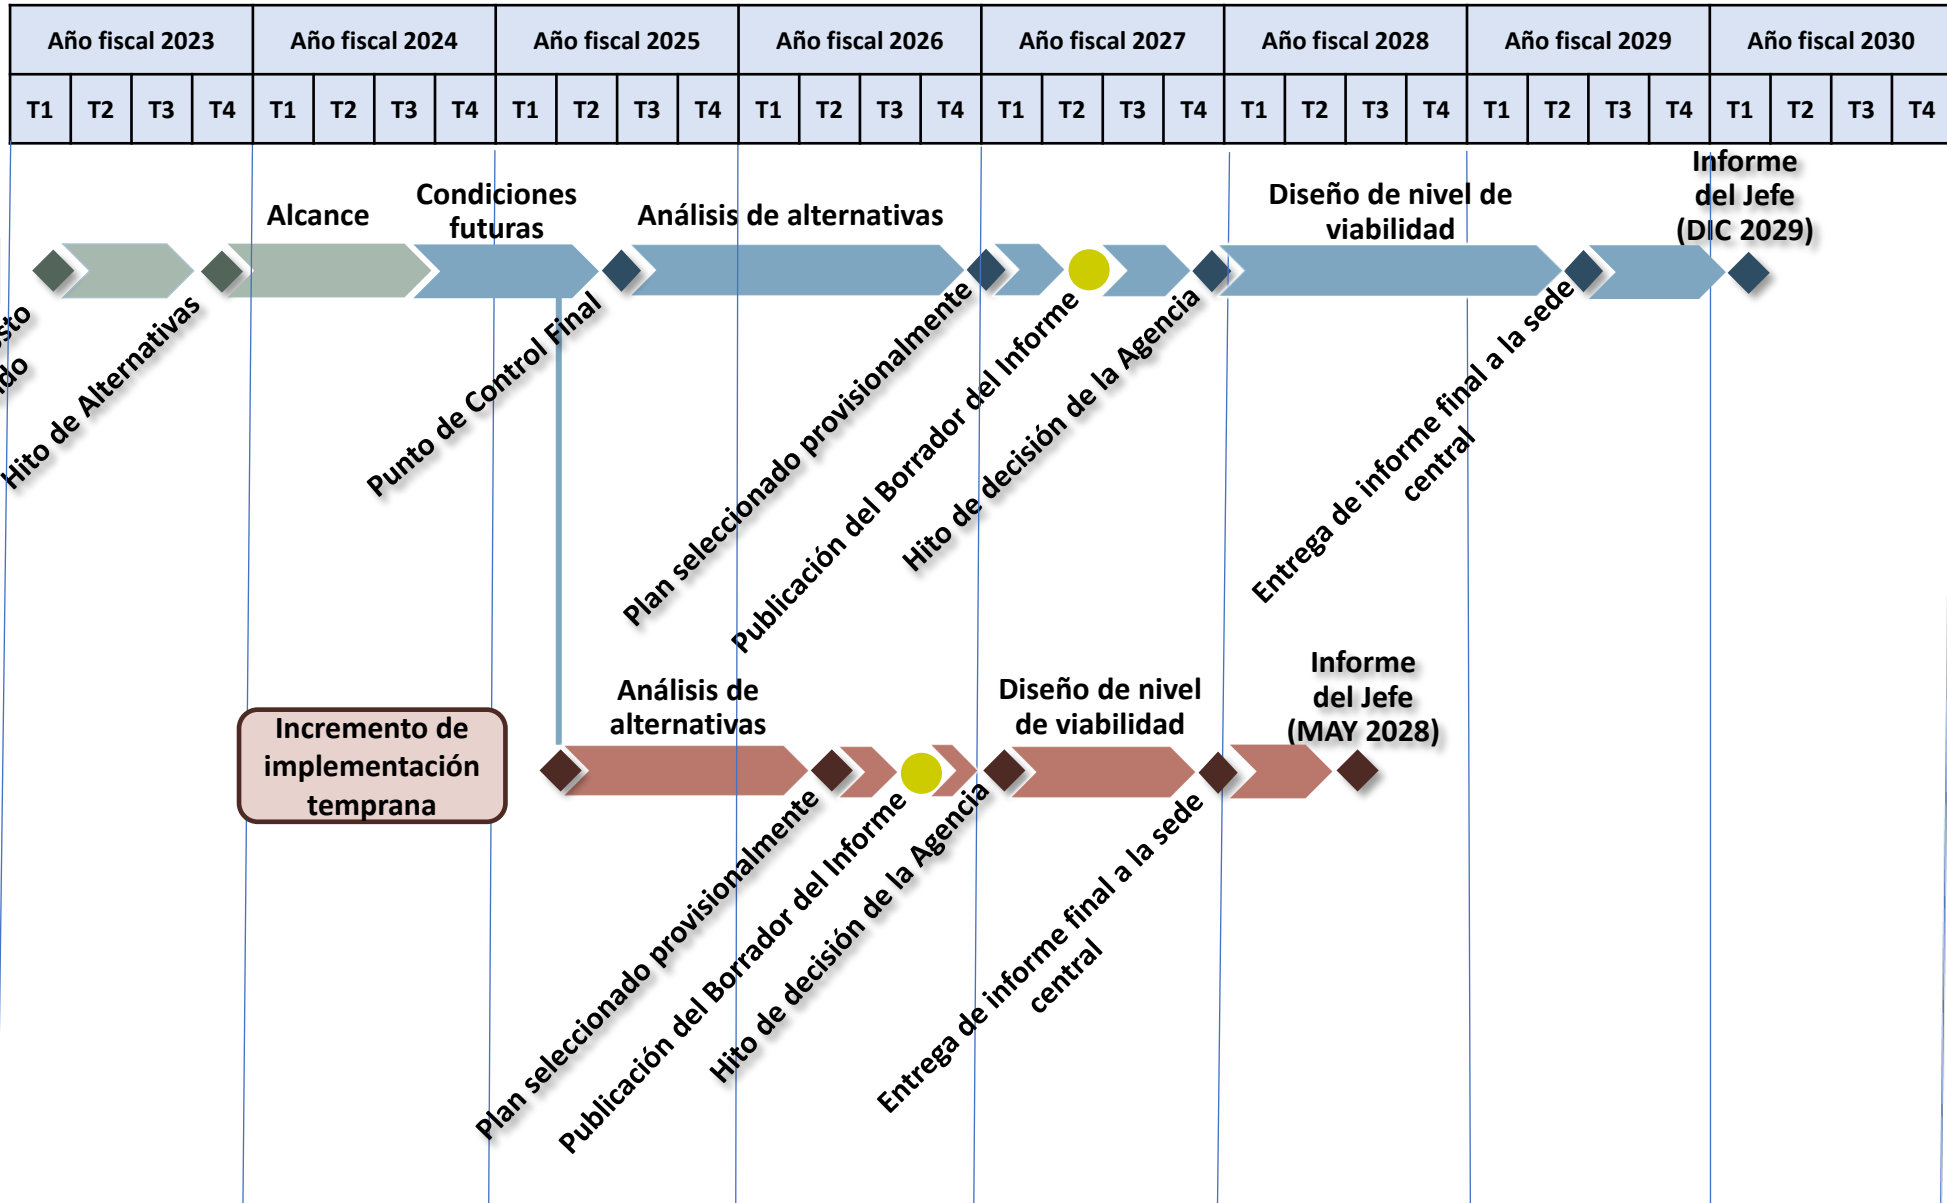 Año fiscal 2023 Año fiscal 2024 Año fiscal 2025 Año fiscal 2026 Año fiscal 2027 Año fiscal 2028 Año fiscal 2029 Año fiscal 2030
T1 T2 T3 T4 T1 T2 T3 T4 T1 T2 T3 T4 T1 T2 T3 T4 T1 T2 T3 T4 T1 T2 T3 T4 T1 T2 T3 T4 T1 T2 T3 T4
Alcance
Condiciones
futuras
Análisis de alternativas
Diseño de nivel de
viabilidad
Informe
del Jefe
(DIC 2029)
Hito de Alternativas
Punto de Control Final
Plan seleccionado provisionalmente
Publicación del Borrador del Informe
Hito de decisión de la Agencia
Entrega de informe final a la sede
central
Incremento de
implementación
temprana
Análisis de
alternativas
Diseño de nivel
de viabilidad
Informe
del Jefe
(MAY 2028)
Plan seleccionado provisionalmente
Publicación del Borrador del Informe
Hito de decisión de la Agencia
Entrega de informe final a la sede
central